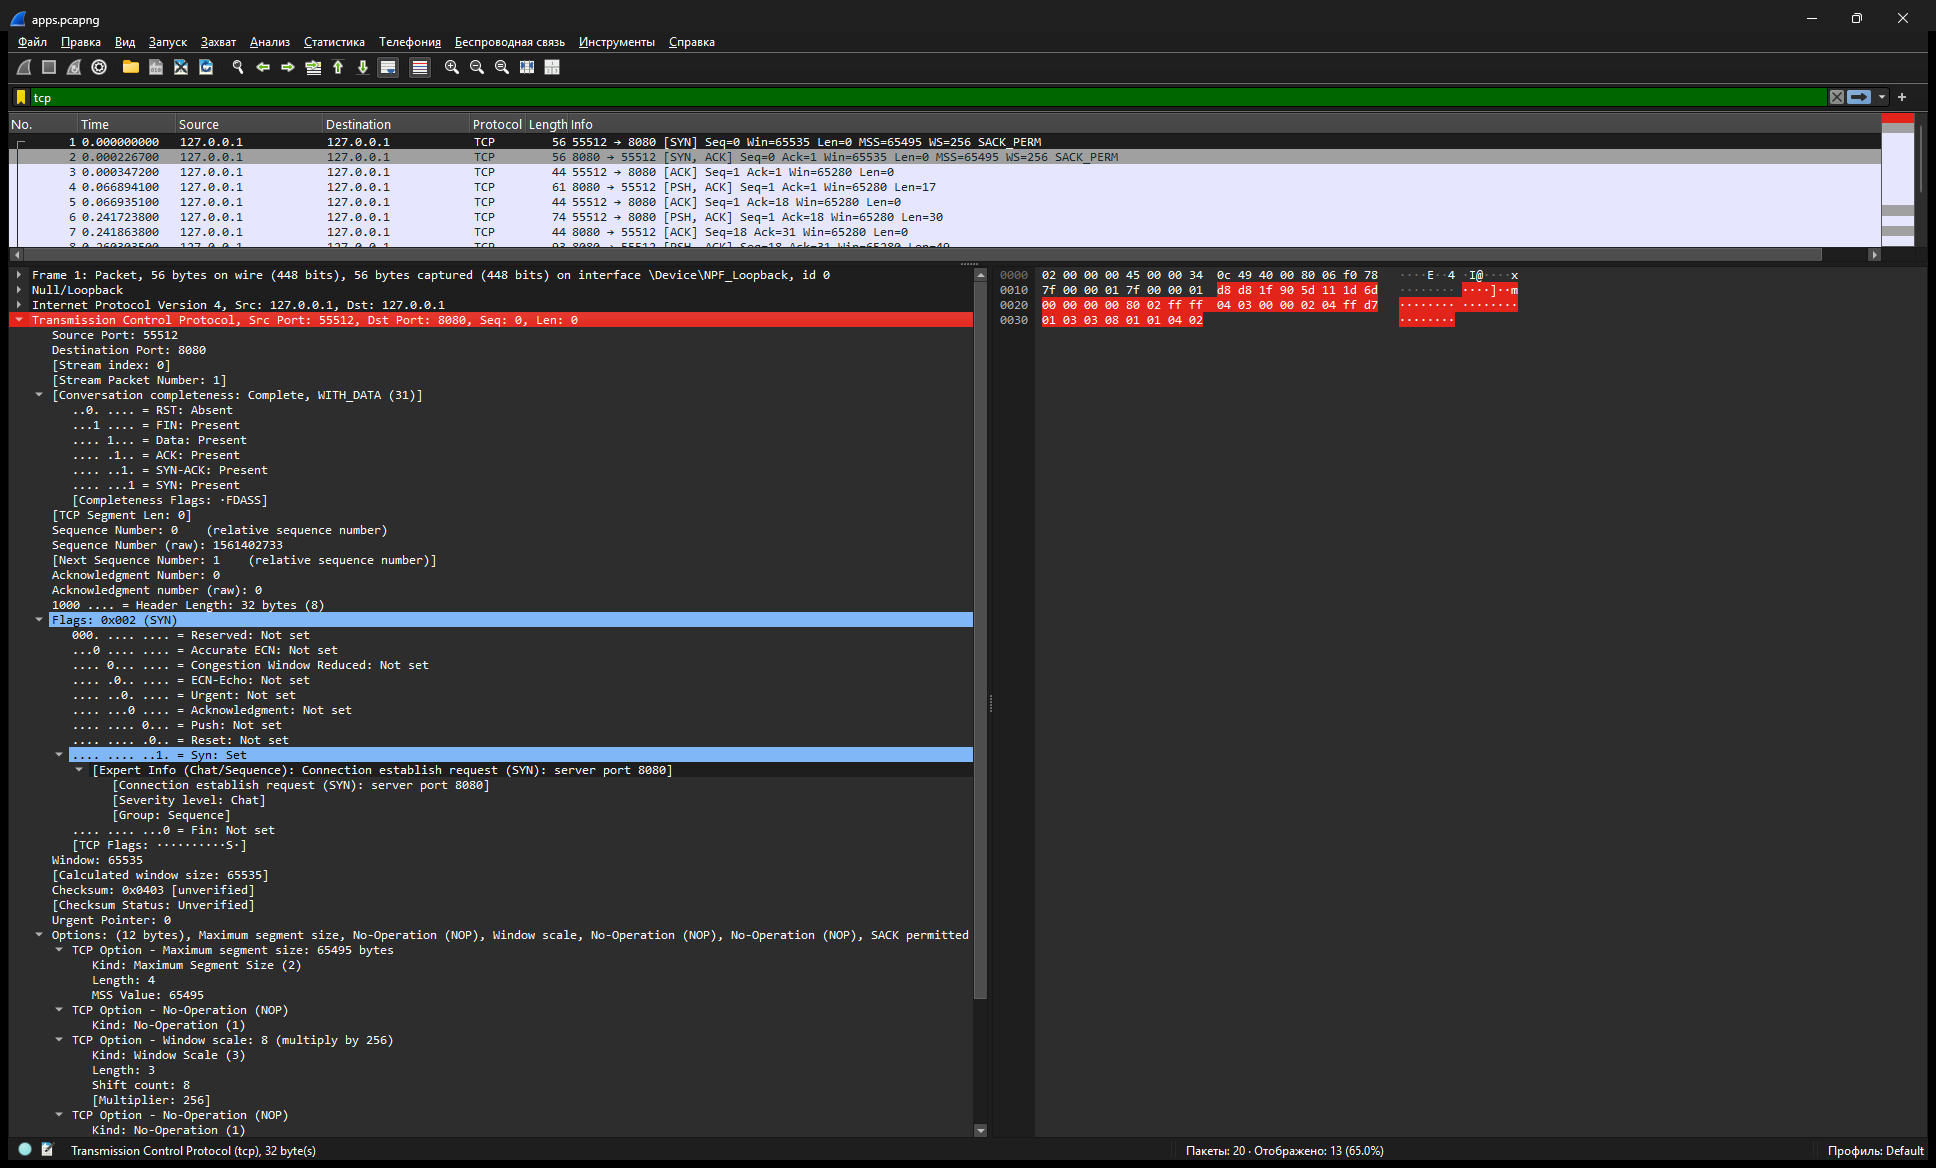 apps.pcapng
Файл Правка Вид Запуск Захват Анализ Статистика Телефония Беспроводная связь Инструменты Справка
tcp
No. Time Source Destination Protocol Length Info
1 0.000000000 127.0.0.1 127.0.0.1 TCP 56 55512 → 8080 [SYN] Seq=0 Win=65535 Len=0 MSS=65495 WS=256 SACK_PERM
2 0.000226700 127.0.0.1 127.0.0.1 TCP 56 8080 → 55512 [SYN, ACK] Seq=0 Ack=1 Win=65535 Len=0 MSS=65495 WS=256 SACK_PERM
3 0.000347200 127.0.0.1 127.0.0.1 TCP 44 55512 → 8080 [ACK] Seq=1 Ack=1 Win=65280 Len=0
4 0.066894100 127.0.0.1 127.0.0.1 TCP 61 8080 → 55512 [PSH, ACK] Seq=1 Ack=1 Win=65280 Len=17
5 0.066935100 127.0.0.1 127.0.0.1 TCP 44 55512 → 8080 [ACK] Seq=1 Ack=18 Win=65280 Len=0
6 0.241723800 127.0.0.1 127.0.0.1 TCP 74 55512 → 8080 [PSH, ACK] Seq=1 Ack=18 Win=65280 Len=30
7 0.241863800 127.0.0.1 127.0.0.1 TCP 44 8080 → 55512 [ACK] Seq=18 Ack=31 Win=65280 Len=0
8 0.260303500 127.0.0.1 127.0.0.1 TCP 93 8080 → 55512 [PSH, ACK] Seq=18 Ack=31 Win=65280 Len=49
Frame 1: Packet, 56 bytes on wire (448 bits), 56 bytes captured (448 bits) on interface \Device\NPF_Loopback, id 0
Null/Loopback
Internet Protocol Version 4, Src: 127.0.0.1, Dst: 127.0.0.1
Transmission Control Protocol, Src Port: 55512, Dst Port: 8080, Seq: 0, Len: 0
Source Port: 55512
Destination Port: 8080
[Stream index: 0]
[Stream Packet Number: 1]
[Conversation completeness: Complete, WITH_DATA (31)]
..0. .... = RST: Absent
...1 .... = FIN: Present
.... 1... = Data: Present
.... .1.. = ACK: Present
.... ..1. = SYN-ACK: Present
.... ...1 = SYN: Present
[Completeness Flags: ·FDASS]
[TCP Segment Len: 0]
Sequence Number: 0 (relative sequence number)
Sequence Number (raw): 1561402733
[Next Sequence Number: 1 (relative sequence number)]
Acknowledgment Number: 0
Acknowledgment number (raw): 0
1000 .... = Header Length: 32 bytes (8)
Flags: 0x002 (SYN)
000. .... .... = Reserved: Not set
...0 .... .... = Accurate ECN: Not set
.... 0... .... = Congestion Window Reduced: Not set
.... .0.. .... = ECN-Echo: Not set
.... ..0. .... = Urgent: Not set
.... ...0 .... = Acknowledgment: Not set
.... .... 0... = Push: Not set
.... .... .0.. = Reset: Not set
.... .... ..1. = Syn: Set
[Expert Info (Chat/Sequence): Connection establish request (SYN): server port 8080]
[Connection establish request (SYN): server port 8080]
[Severity level: Chat]
[Group: Sequence]
.... .... ...0 = Fin: Not set
[TCP Flags: ··········S·]
Window: 65535
[Calculated window size: 65535]
Checksum: 0x0403 [unverified]
[Checksum Status: Unverified]
Urgent Pointer: 0
Options: (12 bytes), Maximum segment size, No-Operation (NOP), Window scale, No-Operation (NOP), No-Operation (NOP), SACK permitted
TCP Option - Maximum segment size: 65495 bytes
Kind: Maximum Segment Size (2)
Length: 4
MSS Value: 65495
TCP Option - No-Operation (NOP)
Kind: No-Operation (1)
TCP Option - Window scale: 8 (multiply by 256)
Kind: Window Scale (3)
Length: 3
Shift count: 8
[Multiplier: 256]
TCP Option - No-Operation (NOP)
Kind: No-Operation (1)
0000 02 00 00 00 45 00 00 34 0c 49 40 00 80 06 f0 78 ····E··4 ·I@····x
0010 7f 00 00 01 7f 00 00 01 d8 d8 1f 90 5d 11 1d 6d ········ ····]··m
0020 00 00 00 00 80 02 ff ff 04 03 00 00 02 04 ff d7 ········ ········
0030 01 03 03 08 01 01 04 02 ········
Transmission Control Protocol (tcp), 32 byte(s)
Пакеты: 20 · Отображено: 13 (65.0%)
Профиль: Default